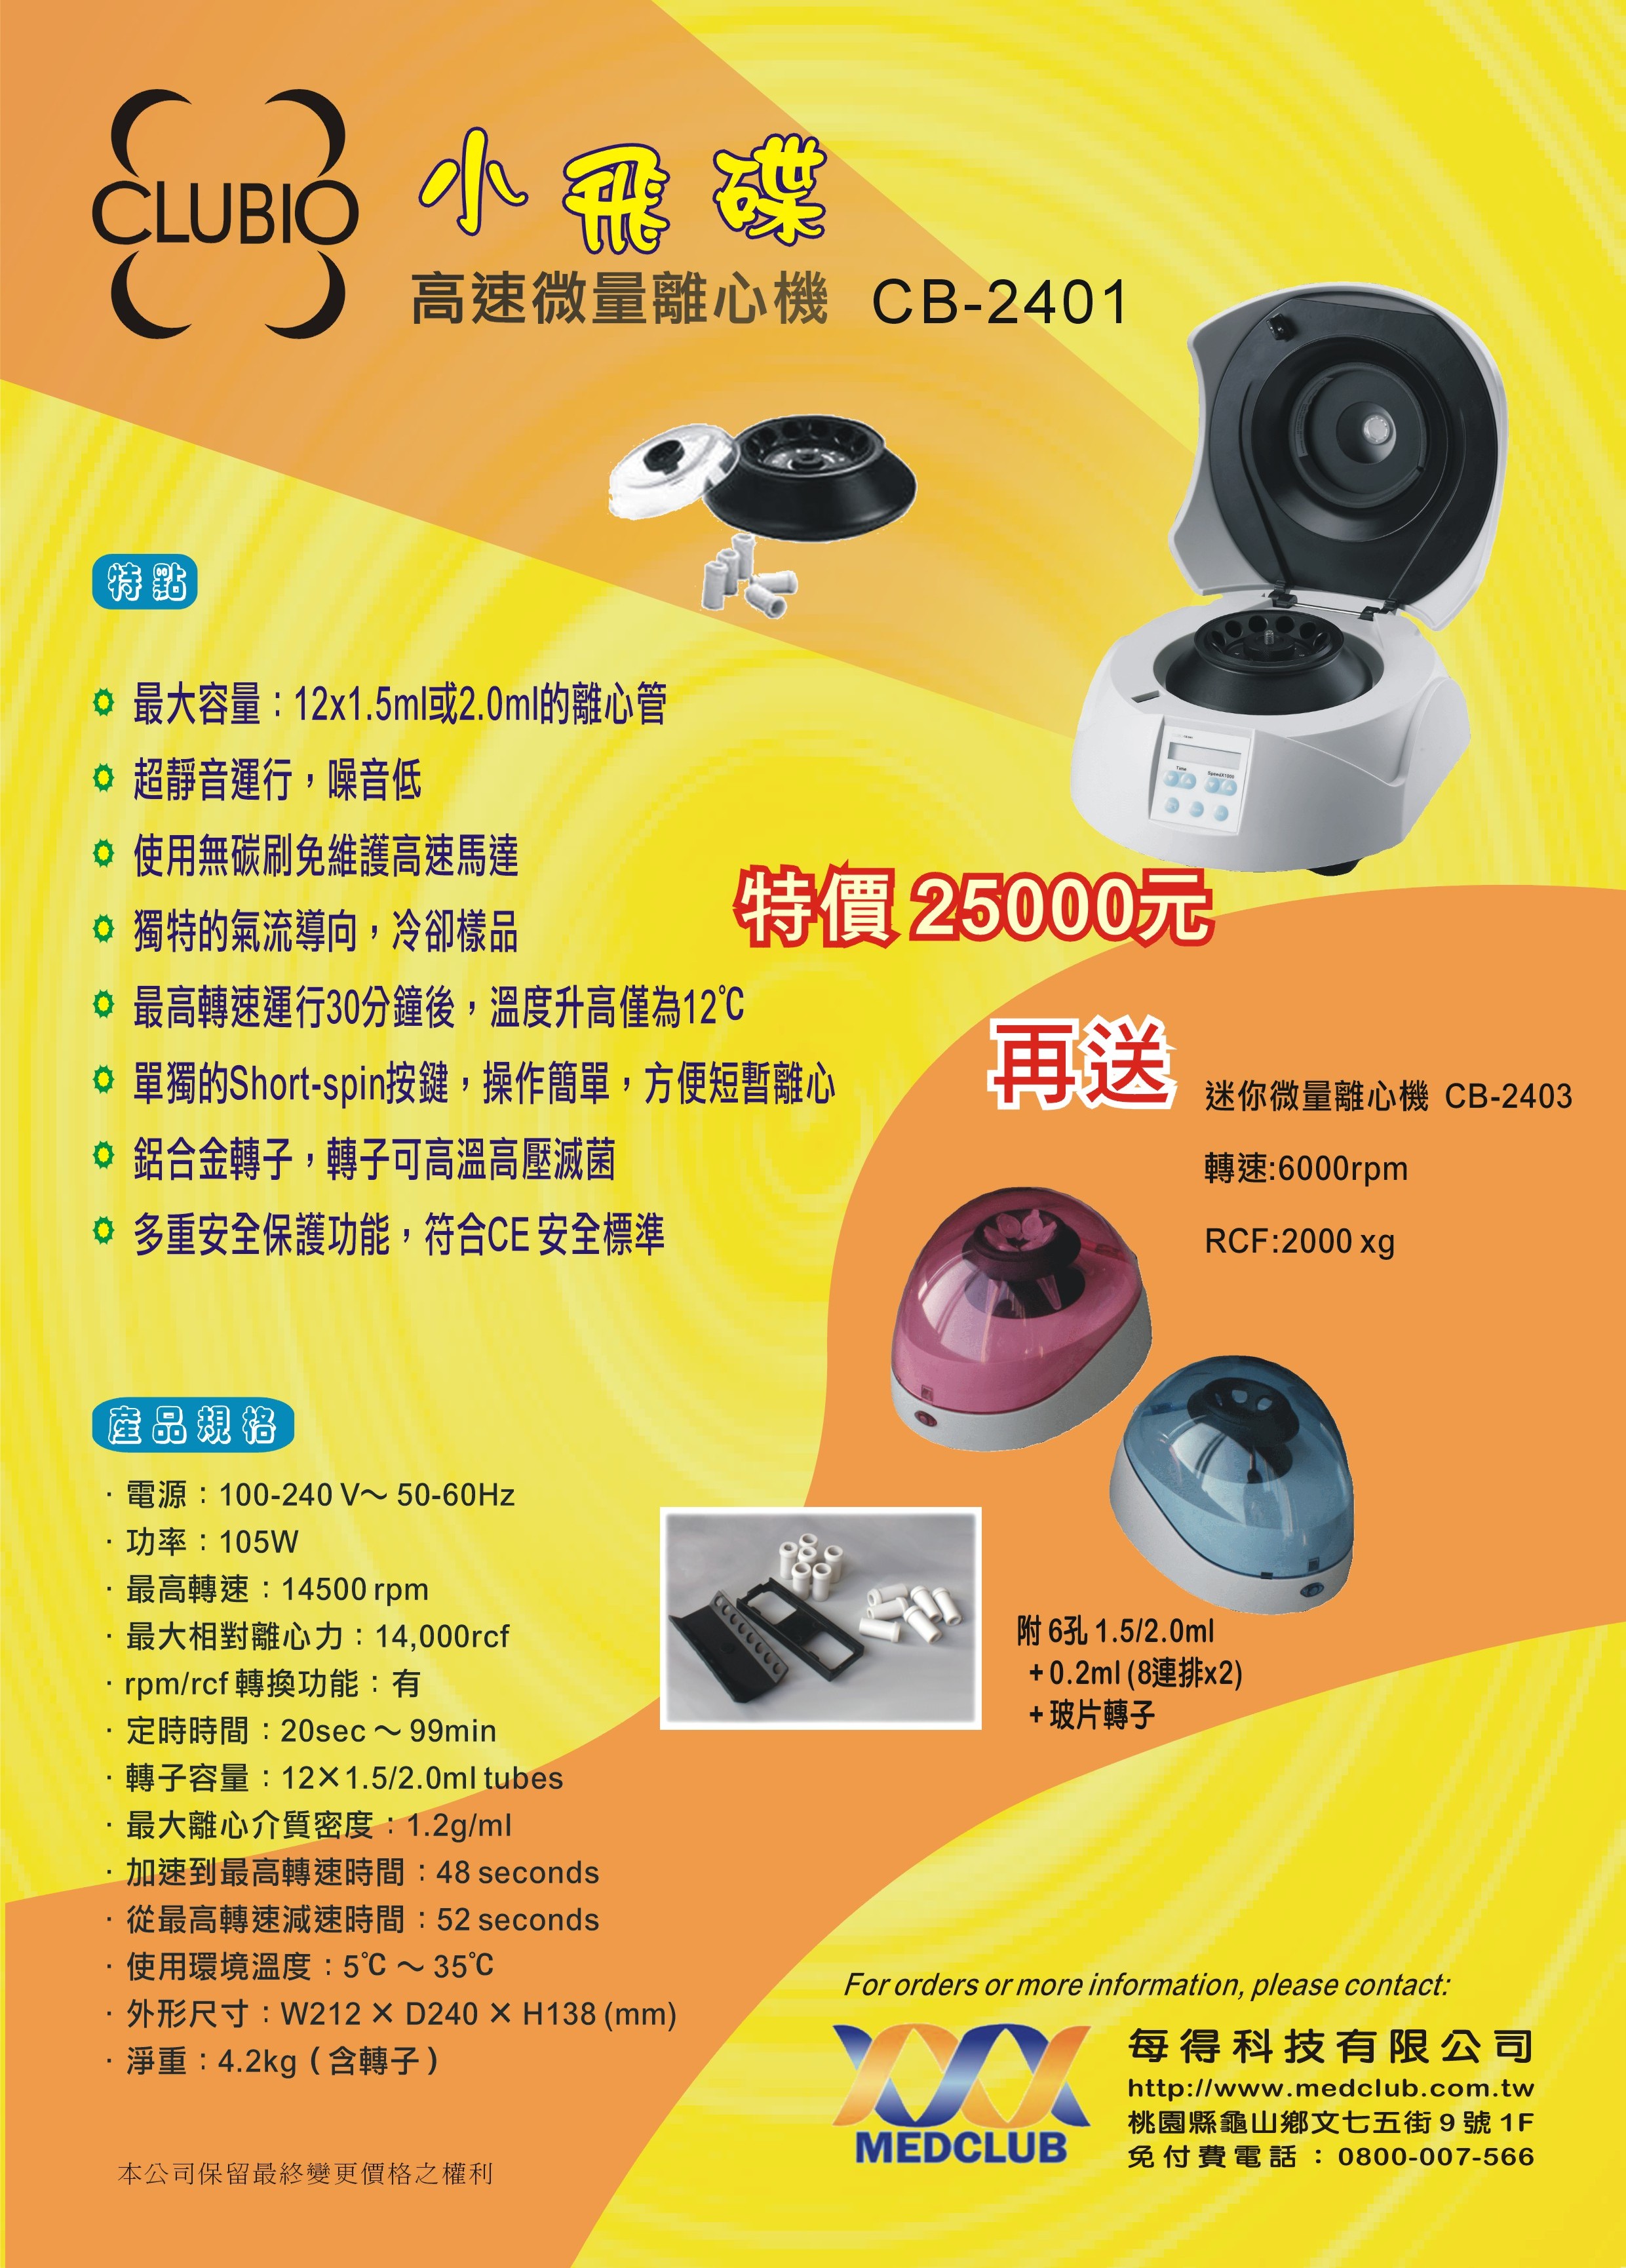 CLUBIO
小飛碟
高速微量離心機 CB-2401
特點
最大容量：12x1.5ml或2.0ml的離心管
超靜音運行，噪音低
使用無碳刷免維護高速馬達
獨特的氣流導向，冷卻樣品
最高轉速運行30分鐘後，溫度升高僅為12℃
單獨的Short-spin按鍵，操作簡單，方便短暫離心
鋁合金轉子，轉子可高溫高壓滅菌
多重安全保護功能，符合CE 安全標準
Time
SpeedX1000
特價 25000元
再送
迷你微量離心機 CB-2403
轉速:6000rpm
RCF:2000 xg
附 6孔 1.5/2.0ml
+ 0.2ml (8連排x2)
+ 玻片轉子
產品規格
· 電源：100-240 V～ 50-60Hz
· 功率：105W
· 最高轉速：14500 rpm
· 最大相對離心力：14,000rcf
· rpm/rcf 轉換功能：有
· 定時時間：20sec ～ 99min
· 轉子容量：12×1.5/2.0ml tubes
· 最大離心介質密度：1.2g/ml
· 加速到最高轉速時間：48 seconds
· 從最高轉速減速時間：52 seconds
· 使用環境溫度：5℃ ～ 35℃
· 外形尺寸：W212 × D240 × H138 (mm)
· 淨重：4.2kg（含轉子）
本公司保留最終變更價格之權利
For orders or more information, please contact:
MEDCLUB
每得科技有限公司
http://www.medclub.com.tw
桃園縣龜山鄉文七五街 9 號 1F
免付費電話：0800-007-566